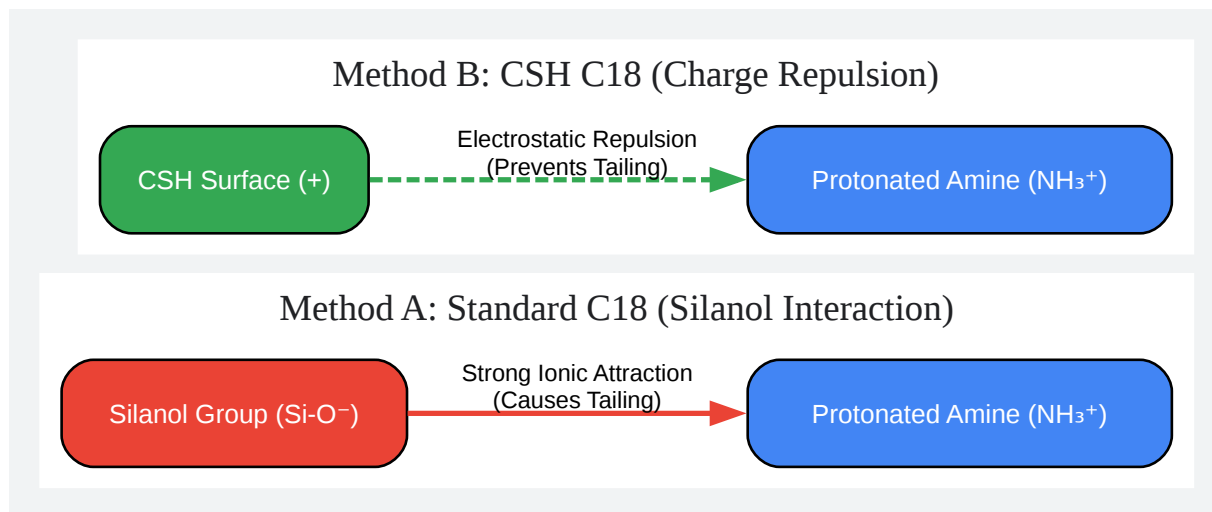 Method B: CSH C18 (Charge Repulsion)
CSH Surface (+)
Electrostatic Repulsion
(Prevents Tailing)
Protonated Amine (NH₃⁺)
Method A: Standard C18 (Silanol Interaction)
Silanol Group (Si-O⁻)
Strong Ionic Attraction
(Causes Tailing)
Protonated Amine (NH₃⁺)